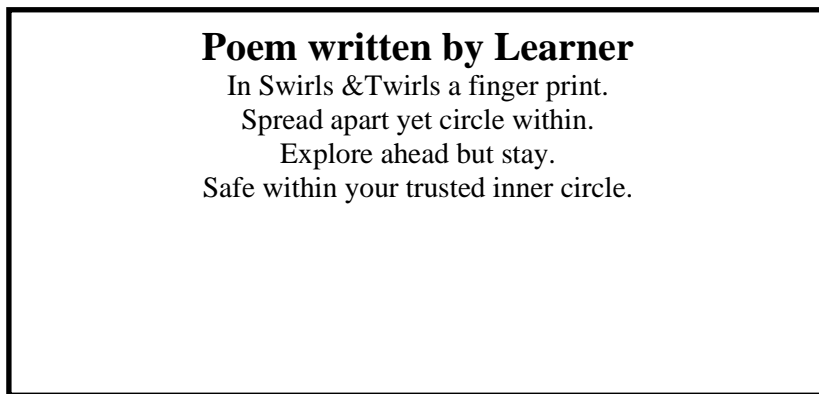 Poem written by Learner
In Swirls &Twirls a finger print.
Spread apart yet circle within.
Explore ahead but stay.
Safe within your trusted inner circle.